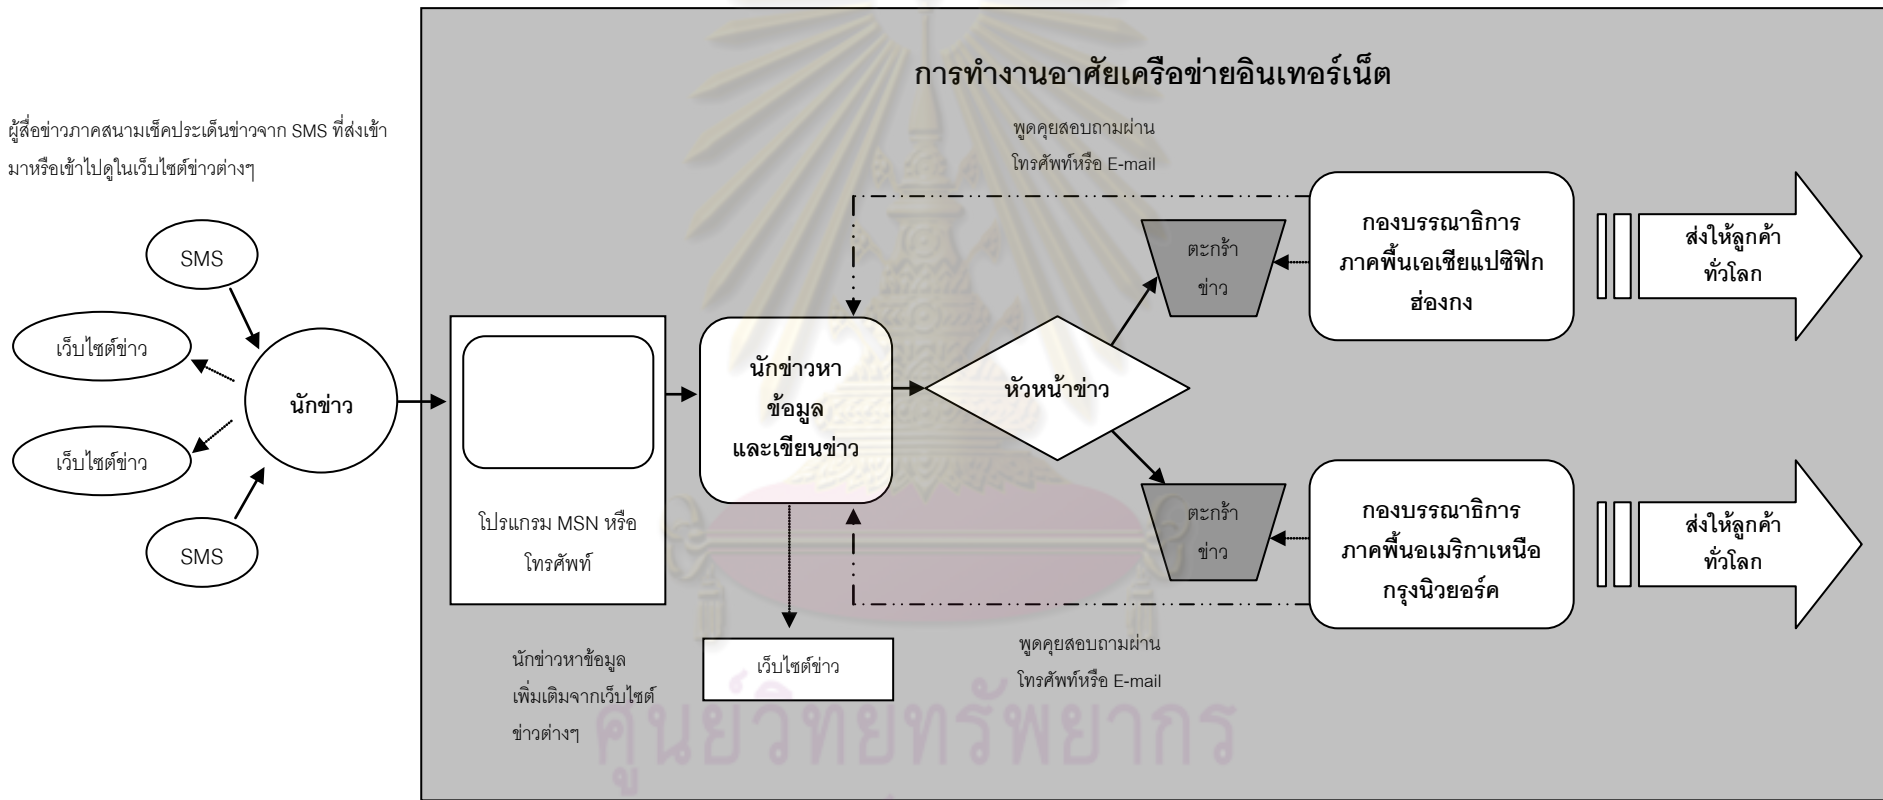 การทำงานอาศัยเครือข่ายอินเทอร์เน็ต
ผู้สื่อข่าวภาคสนามเช็คประเด็นข่าวจาก SMS ที่ส่งเข้า
มาหรือเข้าไปดูในเว็บไซต์ข่าวต่างๆ
พูดคุยสอบถามผ่าน
โทรศัพท์หรือ E-mail
SMS
เว็บไซต์ข่าว
นักข่าว
เว็บไซต์ข่าว
SMS
โปรแกรม MSN หรือ
โทรศัพท์
นักข่าวหา
ข้อมูล
และเขียนข่าว
หัวหน้าข่าว
ตะกร้า
ข่าว
กองบรรณาธิการ
ภาคพื้นเอเชียแปซิฟิก
ฮ่องกง
ส่งให้ลูกค้า
ทั่วโลก
ตะกร้า
ข่าว
กองบรรณาธิการ
ภาคพื้นอเมริกาเหนือ
กรุงนิวยอร์ค
ส่งให้ลูกค้า
ทั่วโลก
นักข่าวหาข้อมูล
เพิ่มเติมจากเว็บไซต์
ข่าวต่างๆ
เว็บไซต์ข่าว
พูดคุยสอบถามผ่าน
โทรศัพท์หรือ E-mail
ศูนย์วิทยทรัพยากร